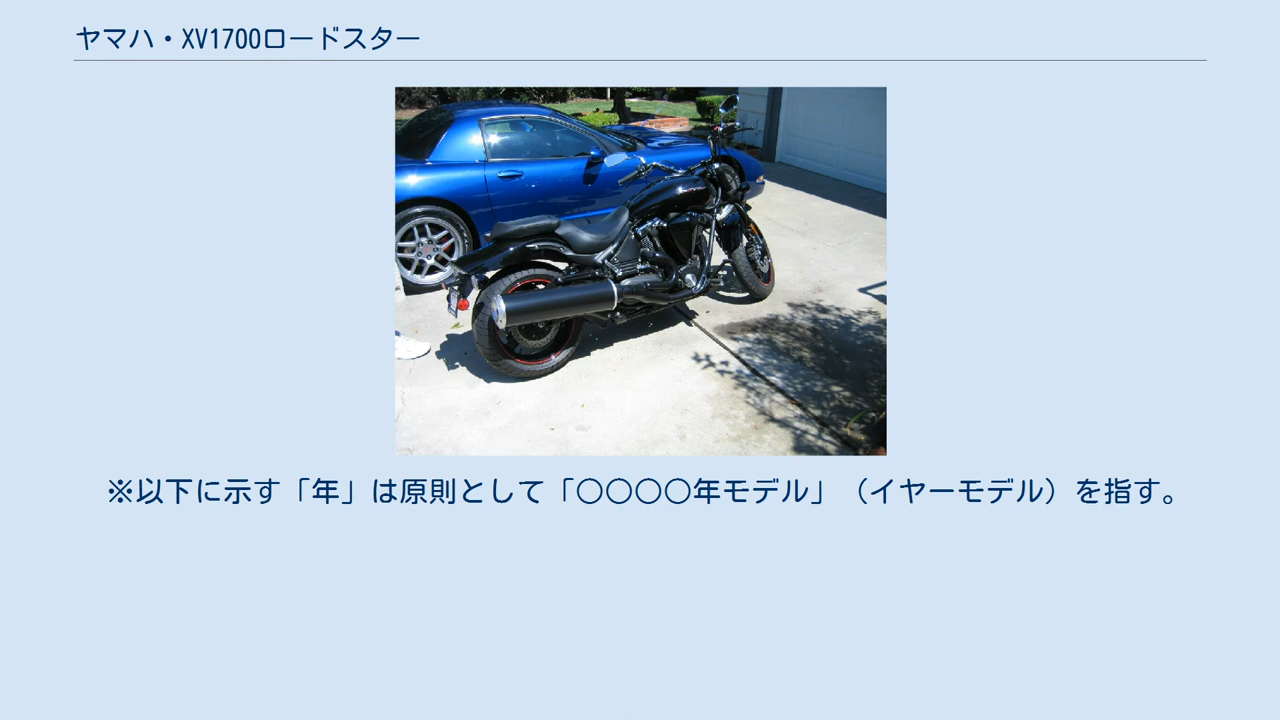 ヤマハ・XV1700ロードスター
※以下に示す「年」は原則として「〇〇〇〇年モデル」（イヤーモデル）を指す。